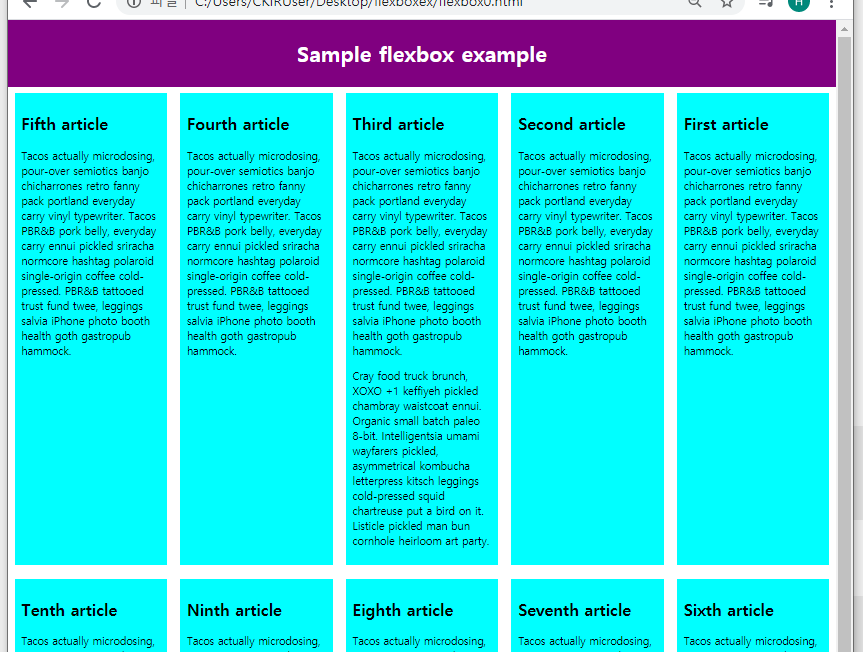 파일 | C:/Users/CKIRUser/Desktop/flexboxex/flexbox0.html
H
Sample flexbox example
Fifth article
Tacos actually microdosing,
pour-over semiotics banjo
chicharrones retro fanny
pack portland everyday
carry vinyl typewriter. Tacos
PBR&B pork belly, everyday
carry ennui pickled sriracha
normcore hashtag polaroid
single-origin coffee cold-
pressed. PBR&B tattooed
trust fund twee, leggings
salvia iPhone photo booth
health goth gastropub
hammock.
Fourth article
Tacos actually microdosing,
pour-over semiotics banjo
chicharrones retro fanny
pack portland everyday
carry vinyl typewriter. Tacos
PBR&B pork belly, everyday
carry ennui pickled sriracha
normcore hashtag polaroid
single-origin coffee cold-
pressed. PBR&B tattooed
trust fund twee, leggings
salvia iPhone photo booth
health goth gastropub
hammock.
Third article
Tacos actually microdosing,
pour-over semiotics banjo
chicharrones retro fanny
pack portland everyday
carry vinyl typewriter. Tacos
PBR&B pork belly, everyday
carry ennui pickled sriracha
normcore hashtag polaroid
single-origin coffee cold-
pressed. PBR&B tattooed
trust fund twee, leggings
salvia iPhone photo booth
health goth gastropub
hammock.
Cray food truck brunch,
XOXO +1 keffiyeh pickled
chambray waistcoat ennui.
Organic small batch paleo
8-bit. Intelligentsia umami
wayfarers pickled,
asymmetrical kombucha
letterpress kitsch leggings
cold-pressed squid
chartreuse put a bird on it.
Listicle pickled man bun
cornhole heirloom art party.
Second article
Tacos actually microdosing,
pour-over semiotics banjo
chicharrones retro fanny
pack portland everyday
carry vinyl typewriter. Tacos
PBR&B pork belly, everyday
carry ennui pickled sriracha
normcore hashtag polaroid
single-origin coffee cold-
pressed. PBR&B tattooed
trust fund twee, leggings
salvia iPhone photo booth
health goth gastropub
hammock.
First article
Tacos actually microdosing,
pour-over semiotics banjo
chicharrones retro fanny
pack portland everyday
carry vinyl typewriter. Tacos
PBR&B pork belly, everyday
carry ennui pickled sriracha
normcore hashtag polaroid
single-origin coffee cold-
pressed. PBR&B tattooed
trust fund twee, leggings
salvia iPhone photo booth
health goth gastropub
hammock.
Tenth article
Tacos actually microdosing,
Ninth article
Tacos actually microdosing,
Eighth article
Tacos actually microdosing,
Seventh article
Tacos actually microdosing,
Sixth article
Tacos actually microdosing,